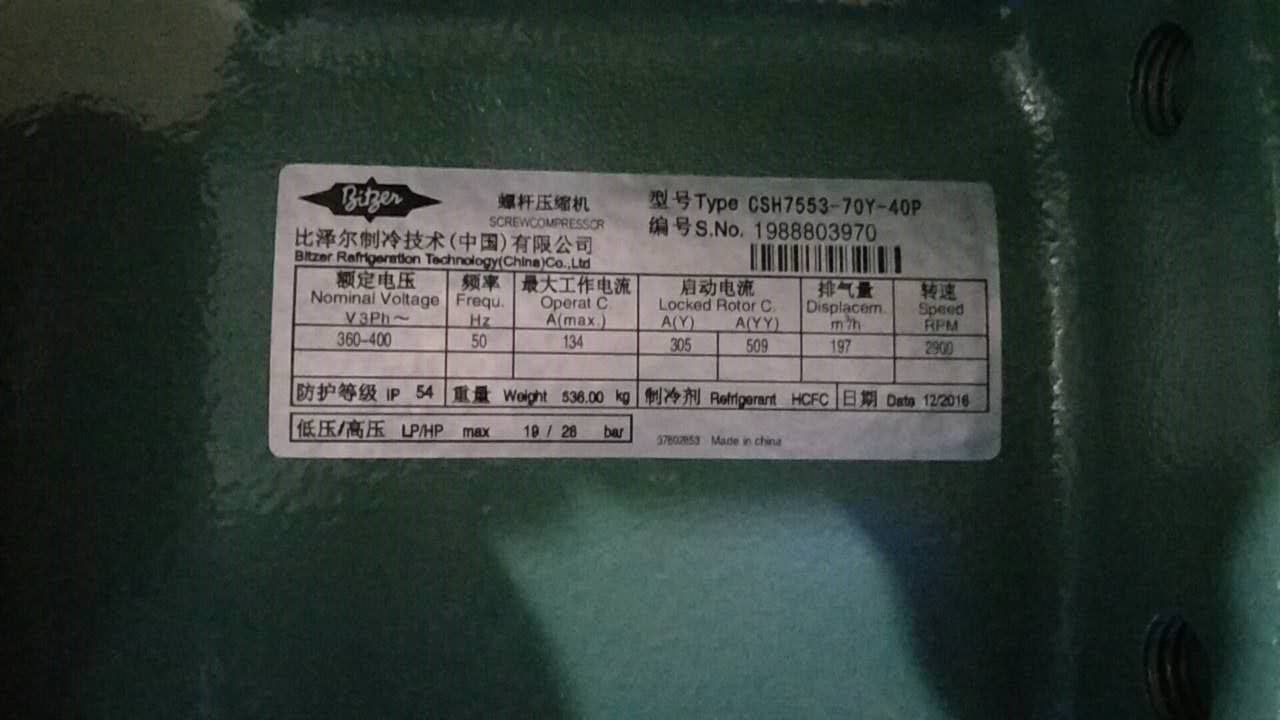 Bitzer
螺杆压缩机
SCREWCOMPRESSOR
型号Type CSH7553-70Y-40P
编号S.No. 1988803970
比泽尔制冷技术(中国)有限公司
Bitzer Refrigeration Technology(China)Co.,Ltd
额定电压 频率 最大工作电流 启动电流 排气量 转速
Nominal Voltage Frequ. Operat C. Locked Rotor C. Displacem. Speed
V 3Ph～ Hz A(max.) A(Y) A(YY) m³/h RPM
360-400 50 134 305 509 197 2900
防护等级 IP 54 重量 Weight 536.00 kg 制冷剂 Refrigerant HCFC 日期 Date 12/2016
低压/高压 LP/HP max 19 / 28 bar
37802853 Made in china